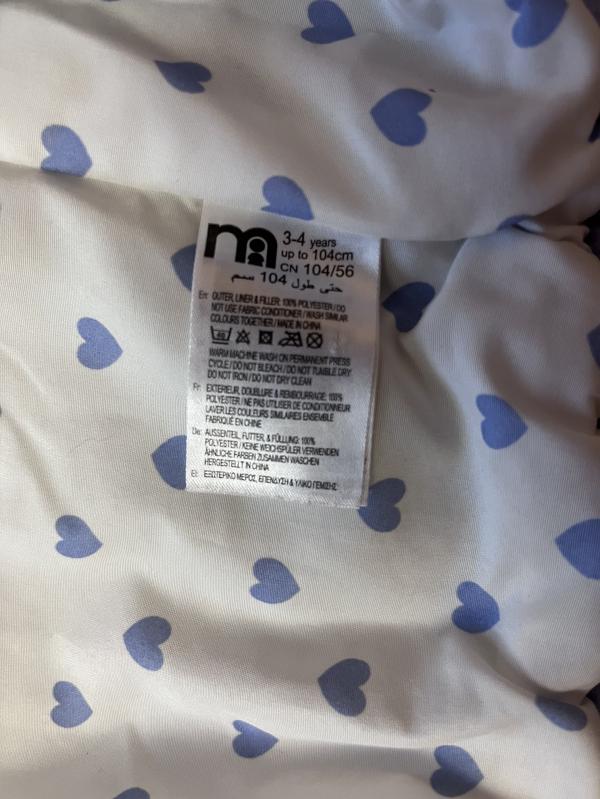 m
3-4 years
up to 104cm
CN 104/56
حتى طول 104 سم
En: OUTER, LINER & FILLER: 100% POLYESTER / DO
NOT USE FABRIC CONDITIONER / WASH SIMILAR
COLOURS TOGETHER / MADE IN CHINA
40
WARM MACHINE WASH ON PERMANENT PRESS
CYCLE / DO NOT BLEACH / DO NOT TUMBLE DRY
DO NOT IRON / DO NOT DRY CLEAN
Fr: EXTERIEUR, DOUBLURE & REMBOURRAGE: 100%
POLYESTER / NE PAS UTILISER DE CONDITIONNEUR
LAVER LES COULEURS SIMILAIRES ENSEMBLE
FABRIQUÉ EN CHINE
De: AUSSENTEIL, FUTTER, & FÜLLUNG: 100%
POLYESTER / KEINE WEICHSPÜLER VERWENDEN
ÄHNLICHE FARBEN ZUSAMMEN WASCHEN
HERGESTELLT IN CHINA
El: ΕΞΩΤΕΡΙΚΟ ΜΕΡΟΣ, ΕΠΕΝΔΥΣΗ & ΥΛΙΚΟ ΓΕΜΙΣΗΣ: